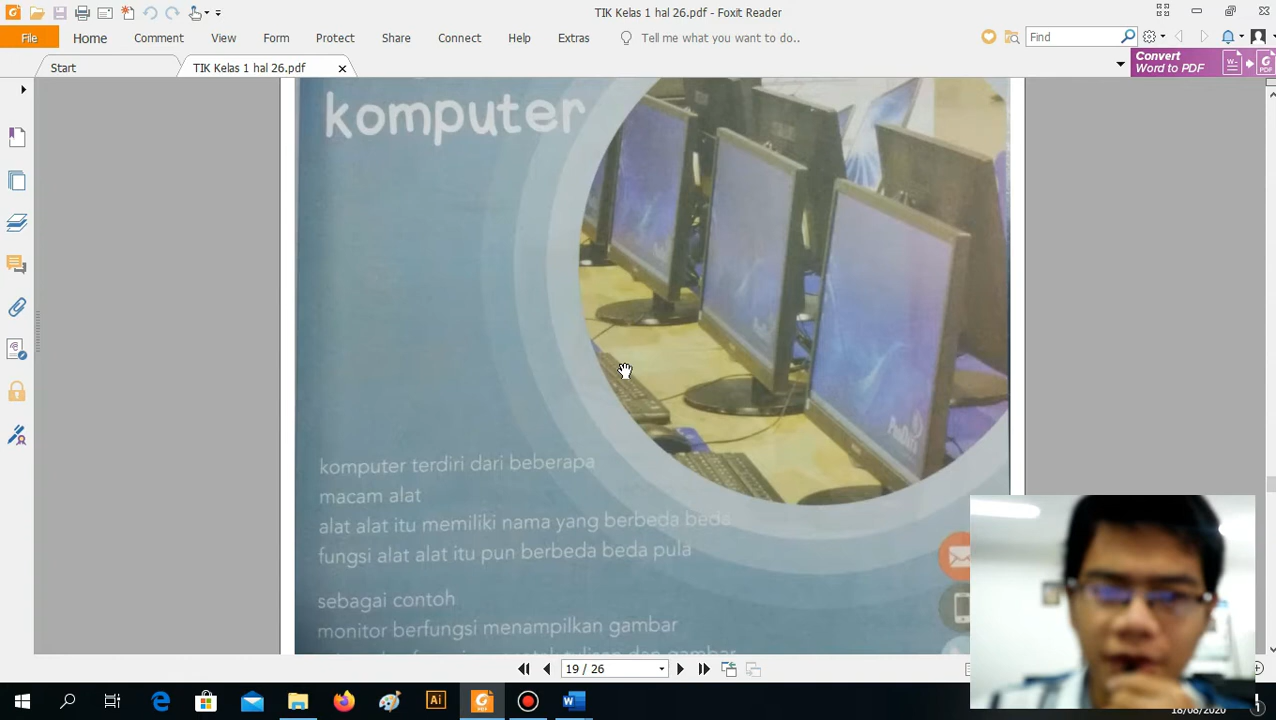 TIK Kelas 1 hal 26.pdf - Foxit Reader
File Home Comment View Form Protect Share Connect Help Extras Tell me what you want to do.. Find
Start TIK Kelas 1 hal 26.pdf
Convert
Word to PDF
komputer
komputer terdiri dari beberapa
macam alat
alat alat itu memiliki nama yang berbeda beda
fungsi alat alat itu pun berbeda beda pula
sebagai contoh
monitor berfungsi menampilkan gambar
19 / 26
18/08/2020